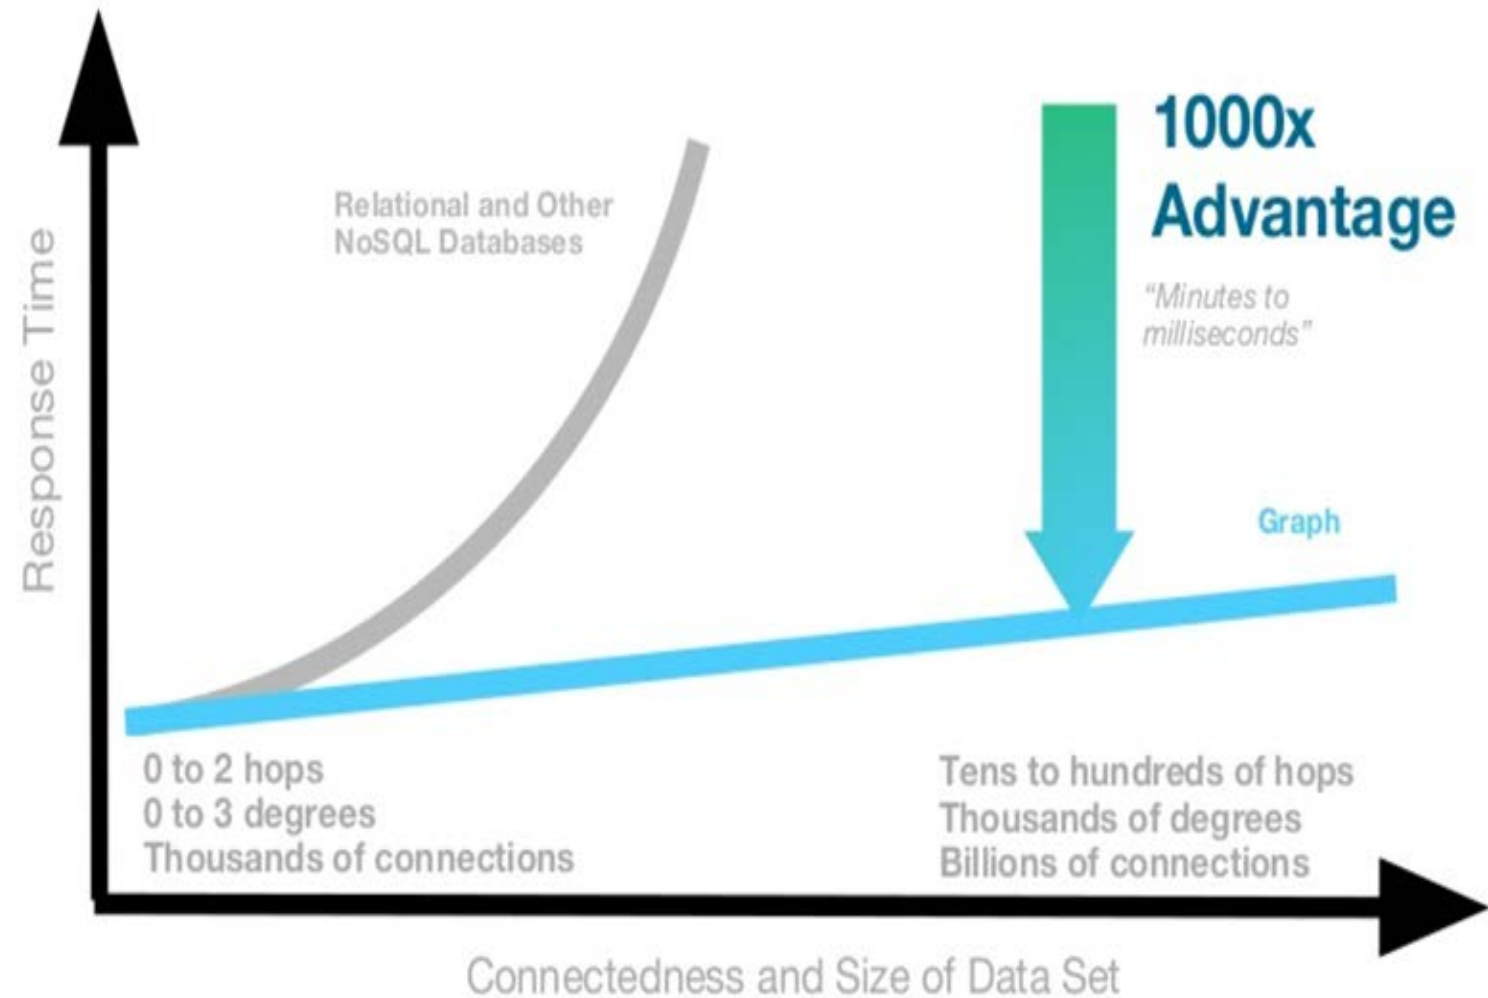 1000x
Advantage
“Minutes to
milliseconds”
Relational and Other
NoSQL Databases
Response Time
Graph
0 to 2 hops
0 to 3 degrees
Thousands of connections
Tens to hundreds of hops
Thousands of degrees
Billions of connections
Connectedness and Size of Data Set